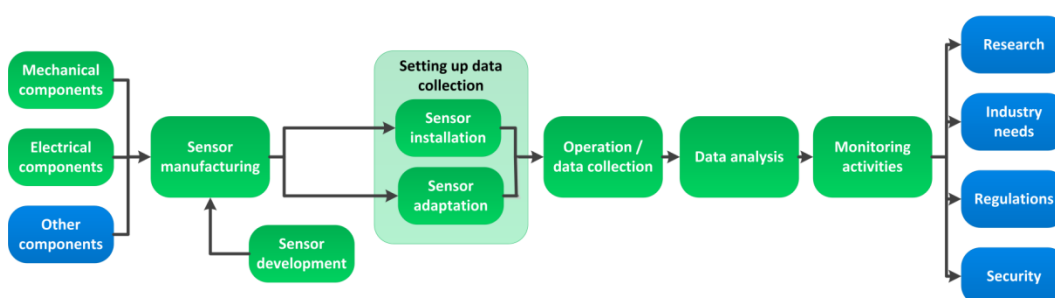 Mechanical
components
Electrical
components
Other
components
Sensor
manufacturing
Sensor
development
Setting up data
collection
Sensor
installation
Sensor
adaptation
Operation /
data collection
Data analysis
Monitoring
activities
Research
Industry
needs
Regulations
Security